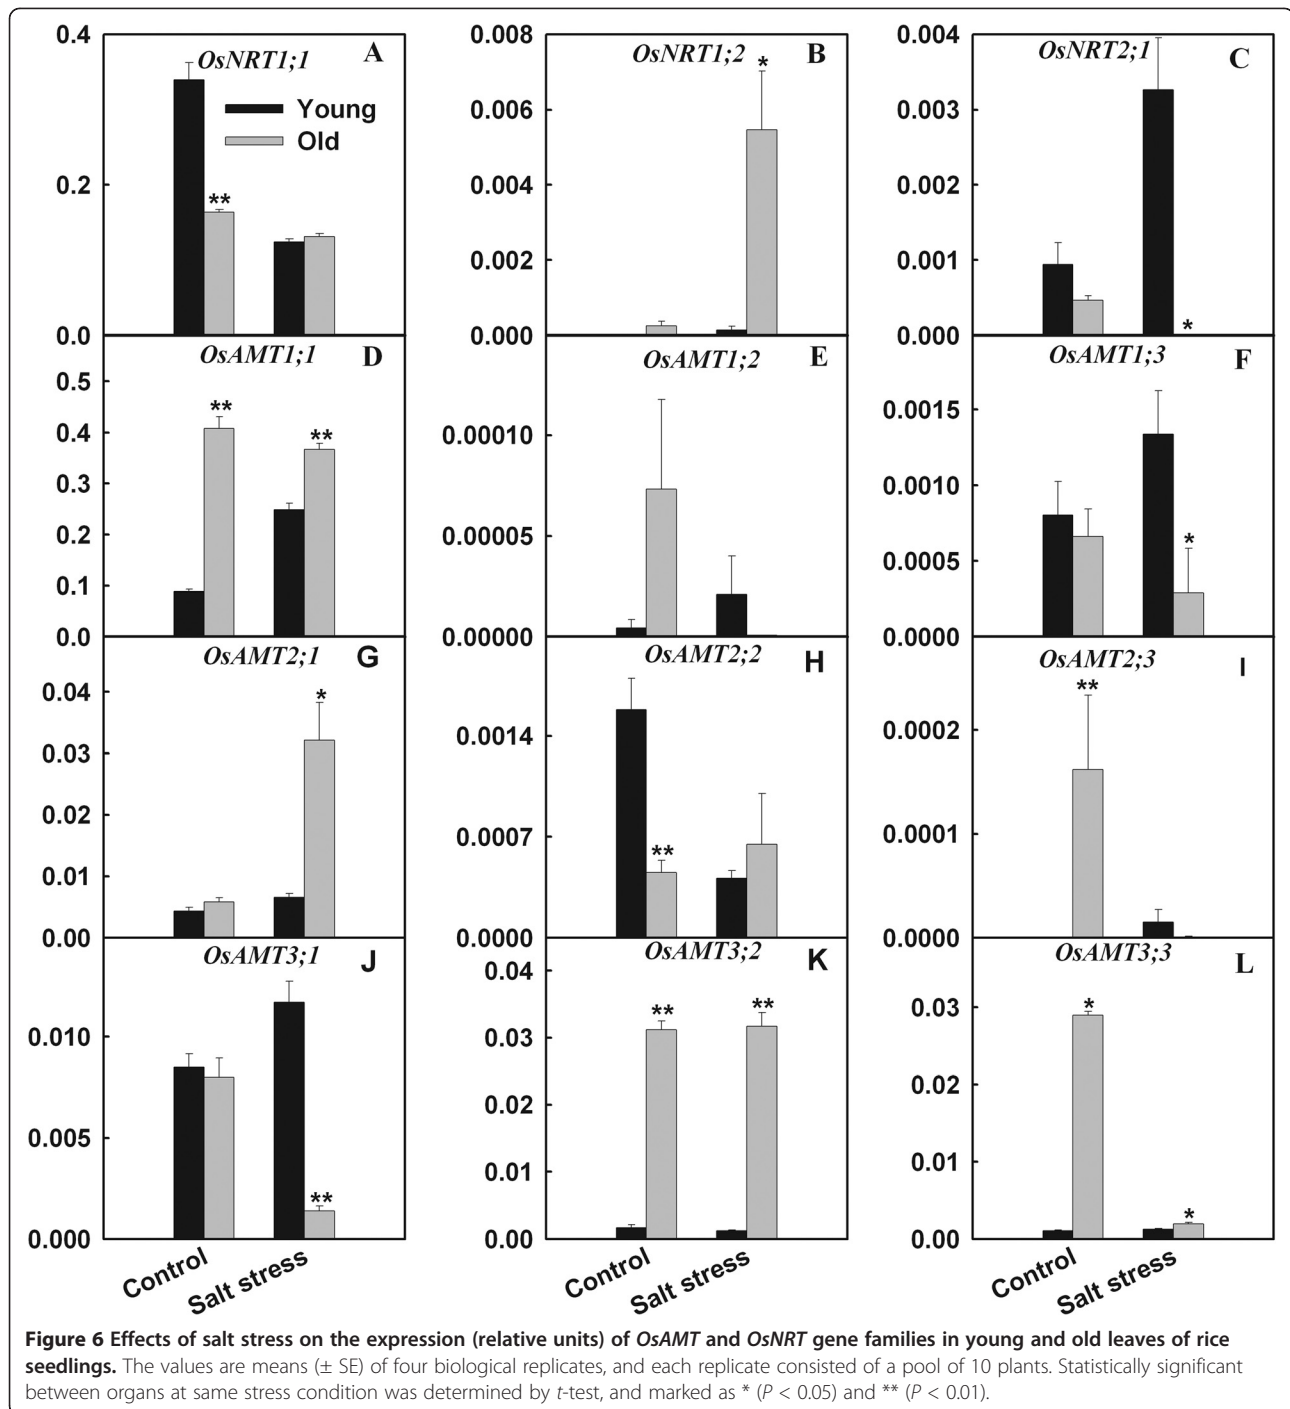 OsNRT1;1 A
0.4
0.2
0.0
Young
Old
**
OsNRT1;2 B
0.008
0.006
0.004
0.002
0.000
*
OsNRT2;1 C
0.004
0.003
0.002
0.001
0.000
*
OsAMT1;1 D
0.5
0.4
0.3
0.2
0.1
0.0
**
**
OsAMT1;2 E
0.00010
0.00005
0.00000
OsAMT1;3 F
0.0015
0.0010
0.0005
0.0000
*
OsAMT2;1 G
0.04
0.03
0.02
0.01
0.00
*
OsAMT2;2 H
0.0014
0.0007
0.0000
**
OsAMT2;3 I
0.0002
0.0001
0.0000
**
OsAMT3;1 J
0.010
0.005
0.000
**
OsAMT3;2 K
0.04
0.03
0.02
0.01
0.00
**
**
OsAMT3;3 L
0.03
0.02
0.01
0.00
*
*
Control
Salt stress
Control
Salt stress
Control
Salt stress
Figure 6 Effects of salt stress on the expression (relative units) of OsAMT and OsNRT gene families in young and old leaves of rice
seedlings. The values are means (± SE) of four biological replicates, and each replicate consisted of a pool of 10 plants. Statistically significant
between organs at same stress condition was determined by t-test, and marked as * (P < 0.05) and ** (P < 0.01).